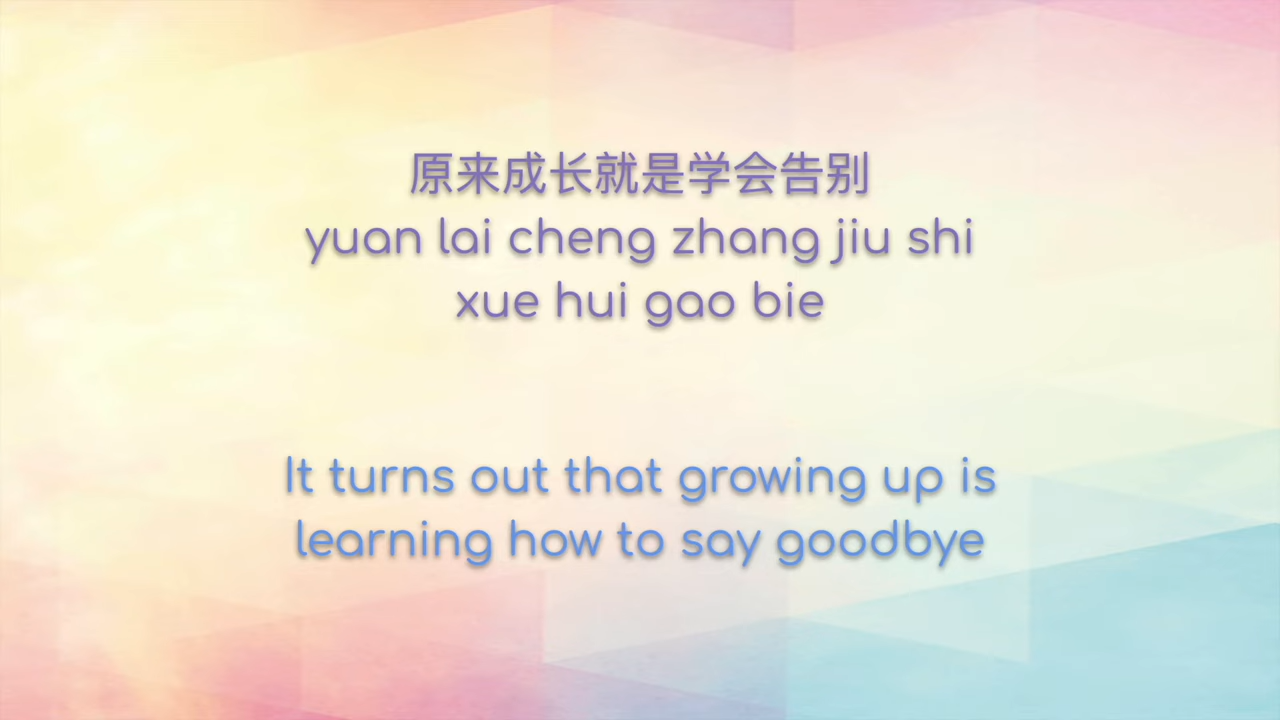 原来成长就是学会告别
yuan lai cheng zhang jiu shi
xue hui gao bie
It turns out that growing up is
learning how to say goodbye